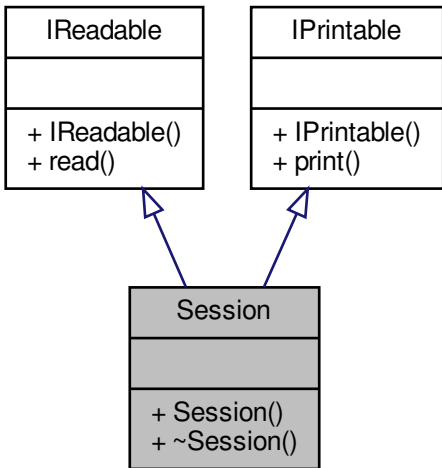 IReadable
+ IReadable()
+ read()
IPrintable
+ IPrintable()
+ print()
Session
+ Session()
+ ~Session()